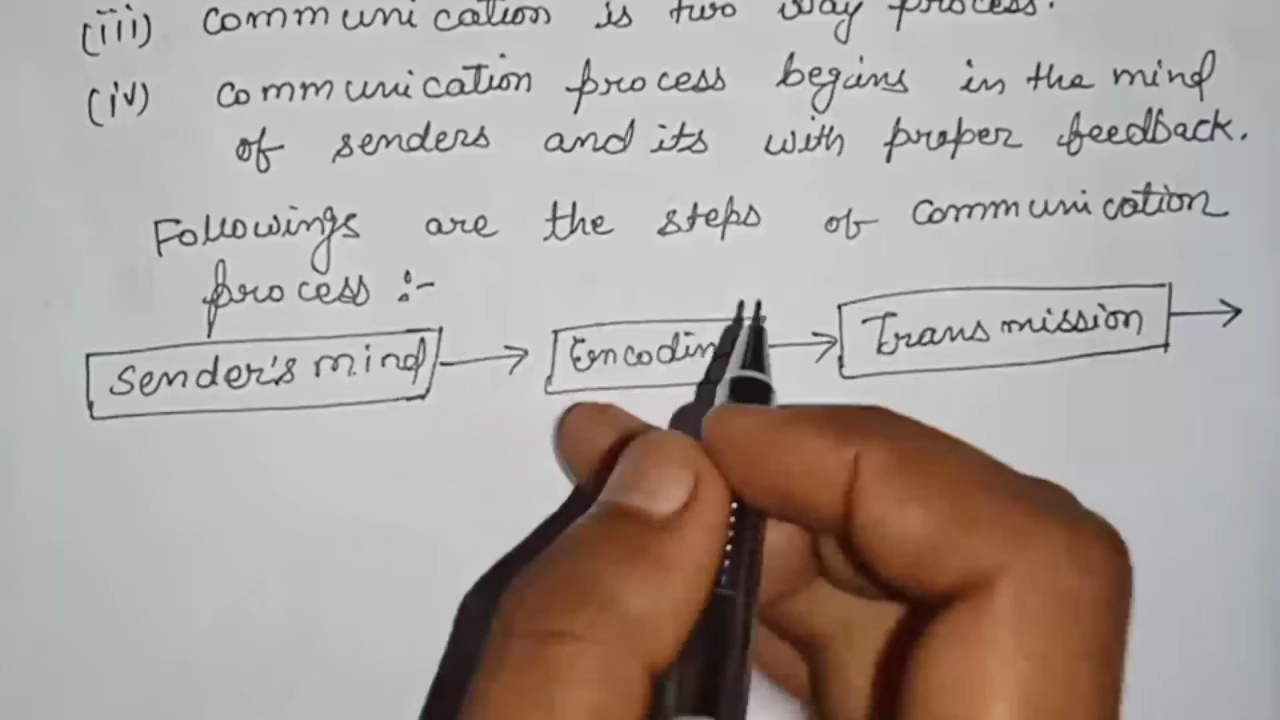 (iii) communication is two way process.
(iv) communication process begins in the mind
of senders and its with proper feedback.
Followings are the steps of communication
process :-
Sender's mind → Encodin → Transmission →